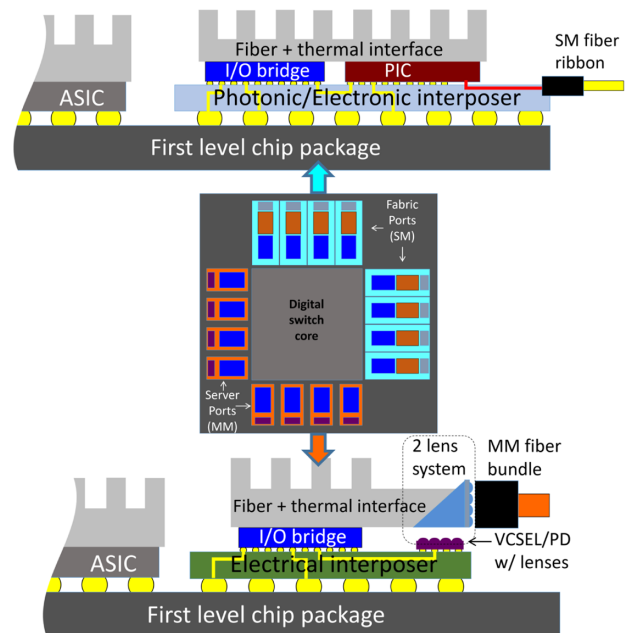 Fiber + thermal interface
SM fiber
ribbon
I/O bridge
PIC
ASIC
Photonic/Electronic interposer
First level chip package
Fabric
Ports
(SM)
Digital
switch
core
Server
Ports
(MM)
2 lens
system
MM fiber
bundle
Fiber + thermal interface
I/O bridge
VCSEL/PD
w/ lenses
ASIC
Electrical interposer
First level chip package